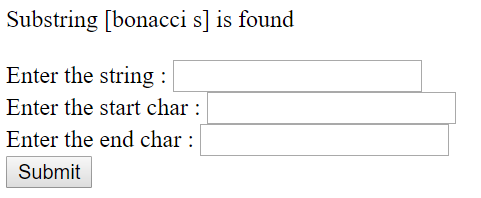 Substring [bonacci s] is found
Enter the string :
Enter the start char :
Enter the end char :
Submit